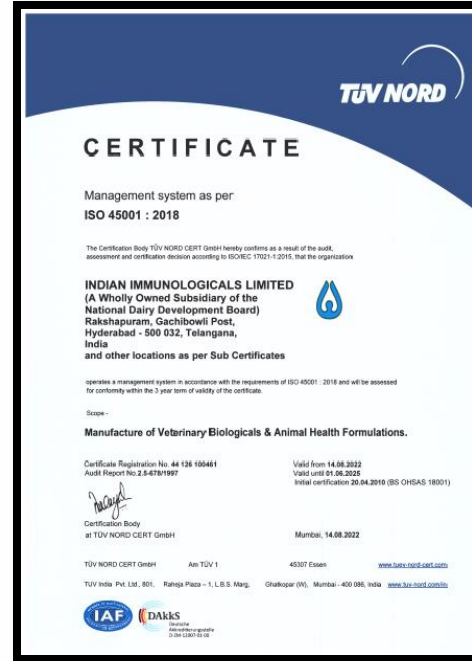 TÜV NORD
CERTIFICATE
Management system as per
ISO 45001 : 2018
The Certification Body TÜV NORD CERT GmbH hereby confirms as a result of the audit,
assessment and certification decision according to ISO/IEC 17021-1:2015, that the organization
INDIAN IMMUNOLOGICALS LIMITED
(A Wholly Owned Subsidiary of the
National Dairy Development Board)
Rakshapuram, Gachibowli Post,
Hyderabad - 500 032, Telangana,
India
and other locations as per Sub Certificates
operates a management system in accordance with the requirements of ISO 45001 : 2018 and will be assessed
for conformity within the 3 year term of validity of the certificate.
Scope -
Manufacture of Veterinary Biologicals & Animal Health Formulations.
Certificate Registration No. 44 126 100461
Audit Report No.2.5-678/1997
Valid from 14.08.2022
Valid until 01.06.2025
Initial certification 20.04.2010 (BS OHSAS 18001)
Certification Body
at TÜV NORD CERT GmbH
Mumbai, 14.08.2022
TÜV NORD CERT GmbH Am TÜV 1 45307 Essen www.tuev-nord-cert.com
TÜV India Pvt. Ltd., 801, Raheja Plaza – 1, L.B.S. Marg, Ghatkopar (W), Mumbai - 400 086, India www.tuv-nord.com/in
IAF
DAkkS
Deutsche
Akkreditierungsstelle
D-ZM-12007-01-00